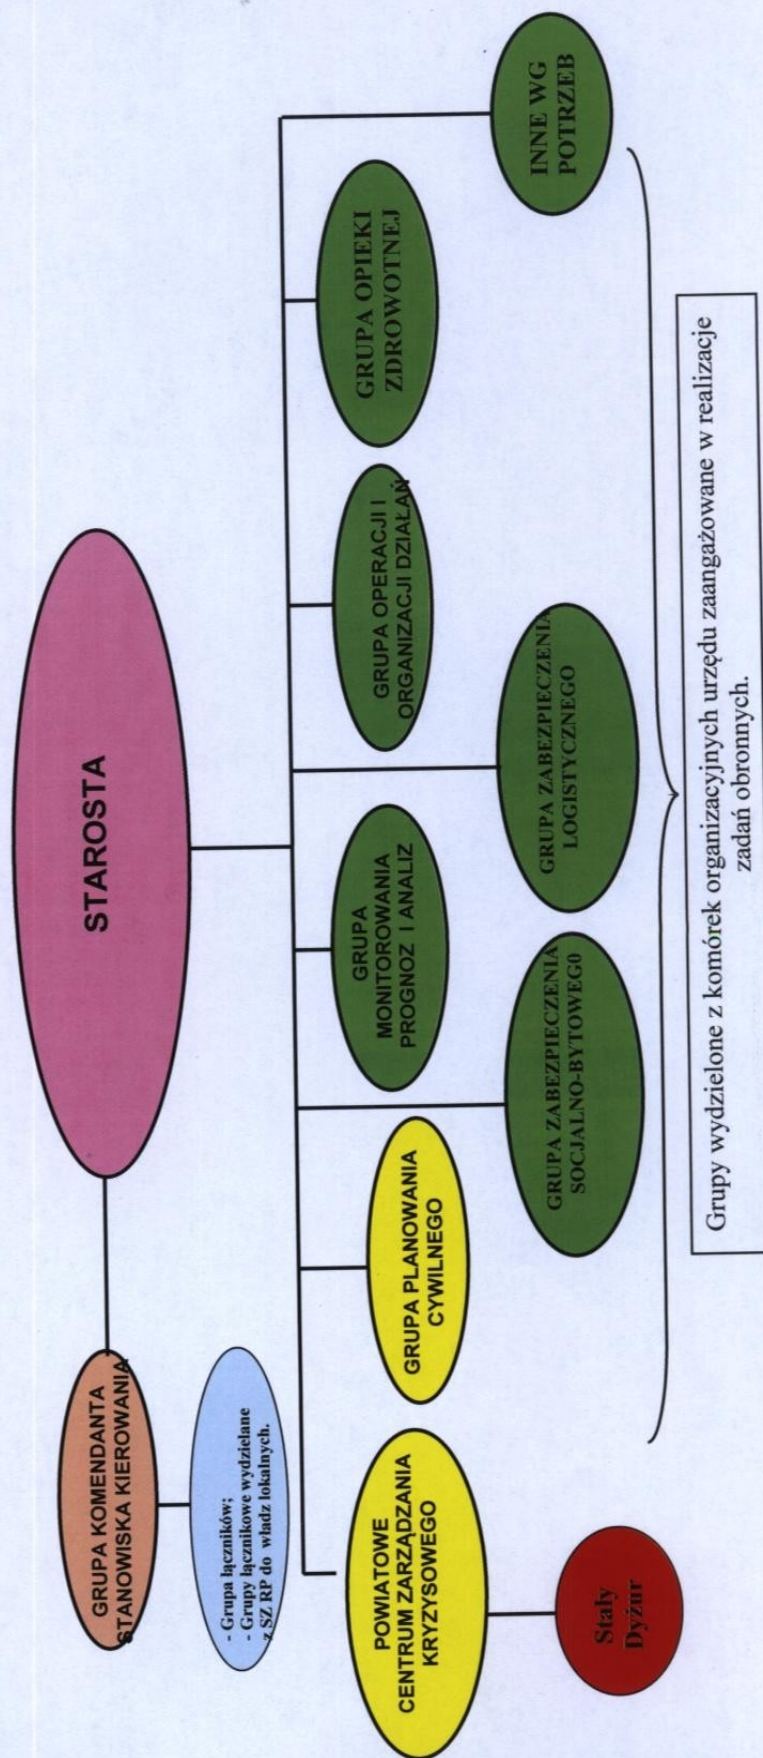 STAROSTA
GRUPA KOMENDANTA
STANOWISKA KIEROWANIA
- Grupa łączników;
- Grupy łącznikowe wydzielane
z SZ RP do władz lokalnych.
POWIATOWE
CENTRUM ZARZĄDZANIA
KRYZYSOWEGO
GRUPA PLANOWANIA
CYWILNEGO
GRUPA
MONITOROWANIA
PROGNOZ I ANALIZ
GRUPA OPERACJI I
ORGANIZACJI DZIAŁAŃ
GRUPA OPIEKI
ZDROWOTNEJ
Stały
Dyżur
GRUPA ZABEZPIECZENIA
SOCJALNO-BYTOWEG0
GRUPA ZABEZPIECZENIA
LOGISTYCZNEGO
INNE WG
POTRZEB
Grupy wydzielone z komórek organizacyjnych urzędu zaangażowane w realizacje
zadań obronnych.